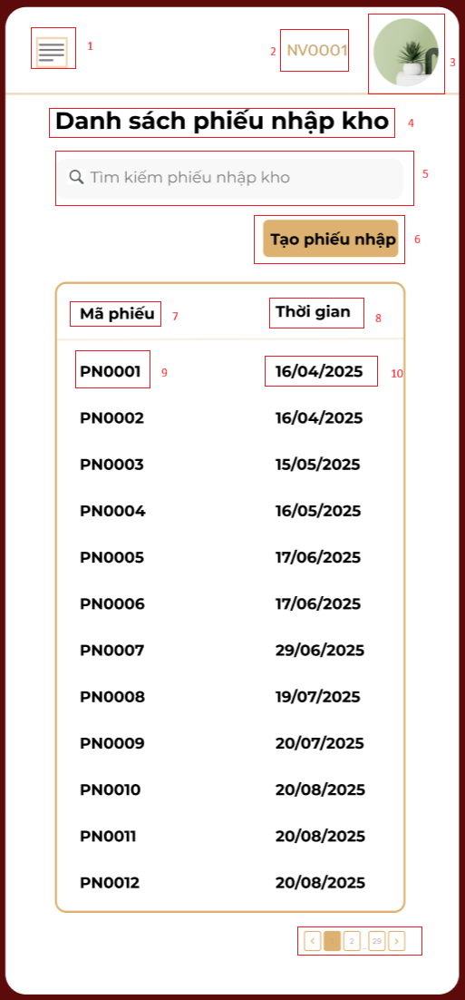 1
2 NV0001
3
Danh sách phiếu nhập kho 4
Tìm kiếm phiếu nhập kho 5
Tạo phiếu nhập 6
Mã phiếu 7 Thời gian 8
PN0001 9 16/04/2025 10
PN0002 16/04/2025
PN0003 15/05/2025
PN0004 16/05/2025
PN0005 17/06/2025
PN0006 17/06/2025
PN0007 29/06/2025
PN0008 19/07/2025
PN0009 20/07/2025
PN0010 20/08/2025
PN0011 20/08/2025
PN0012 20/08/2025
< 1 2 ... 29 >